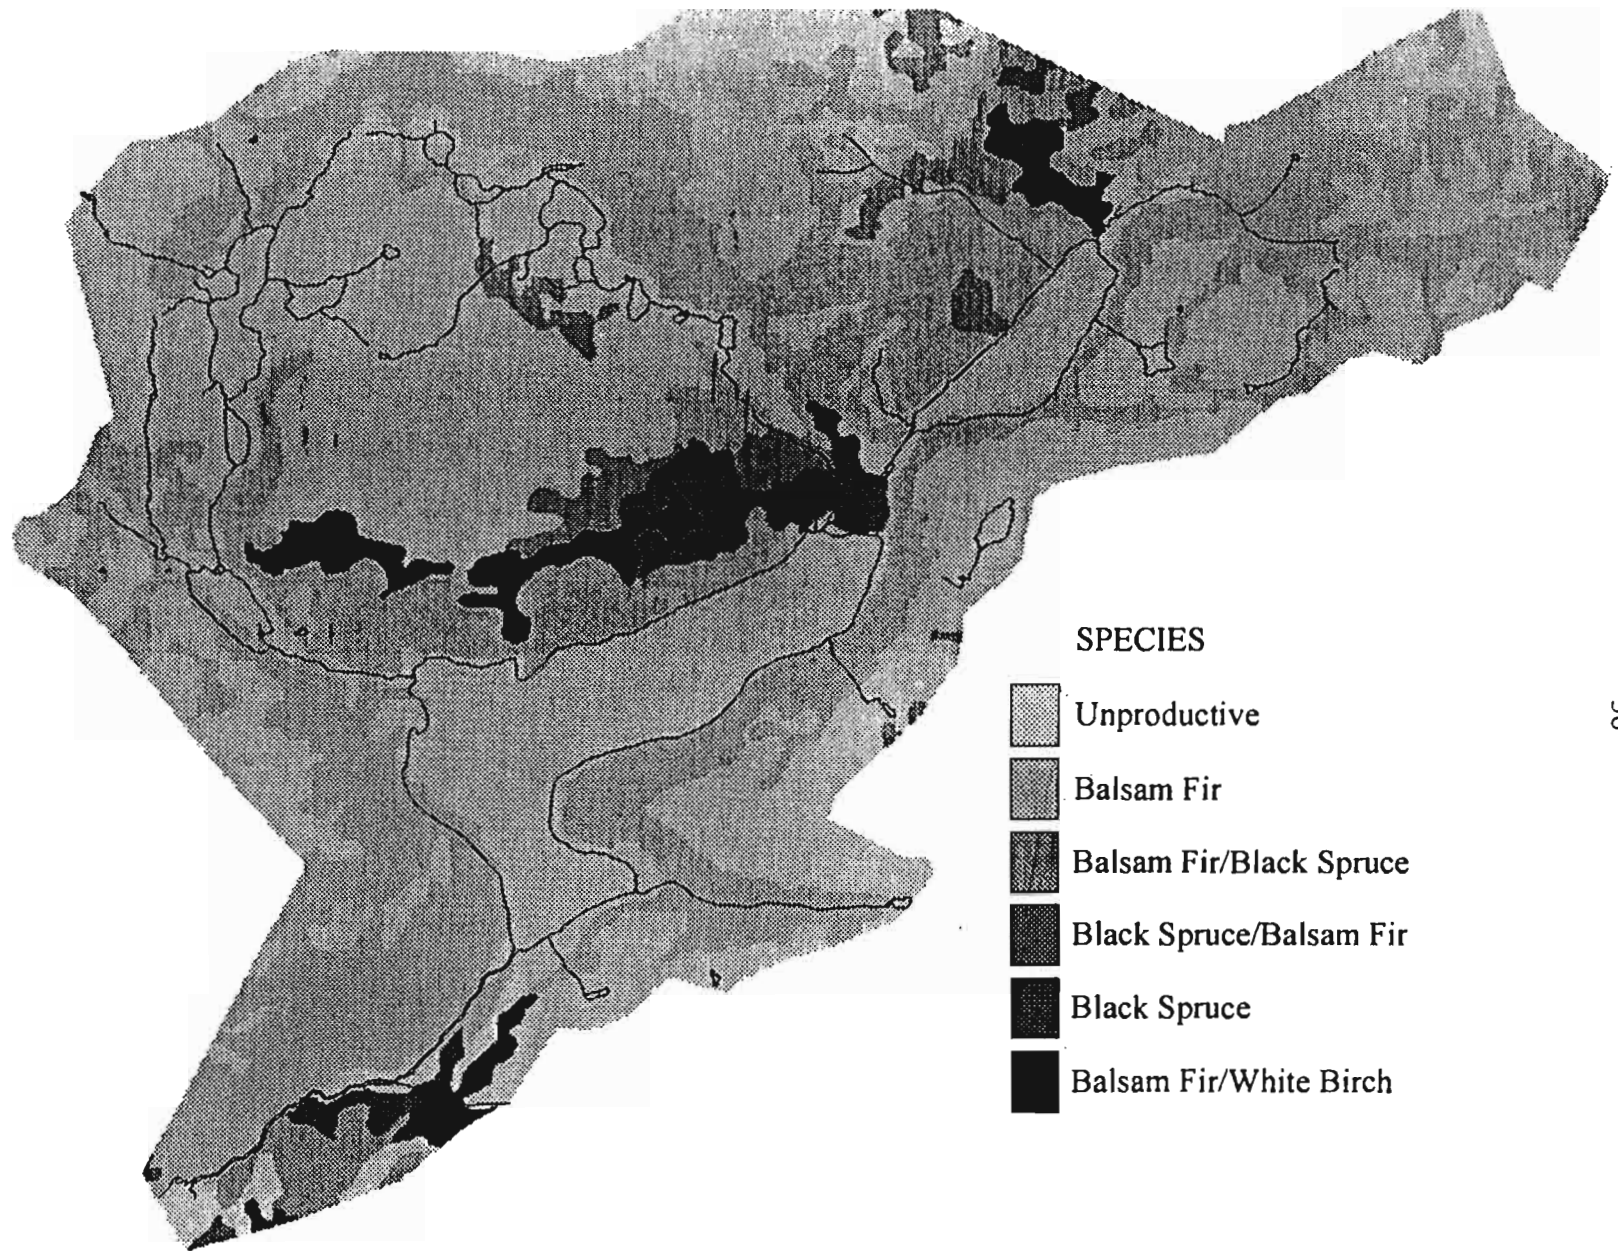 SPECIES
Unproductive
Balsam Fir
Balsam Fir/Black Spruce
Black Spruce/Balsam Fir
Black Spruce
Balsam Fir/White Birch